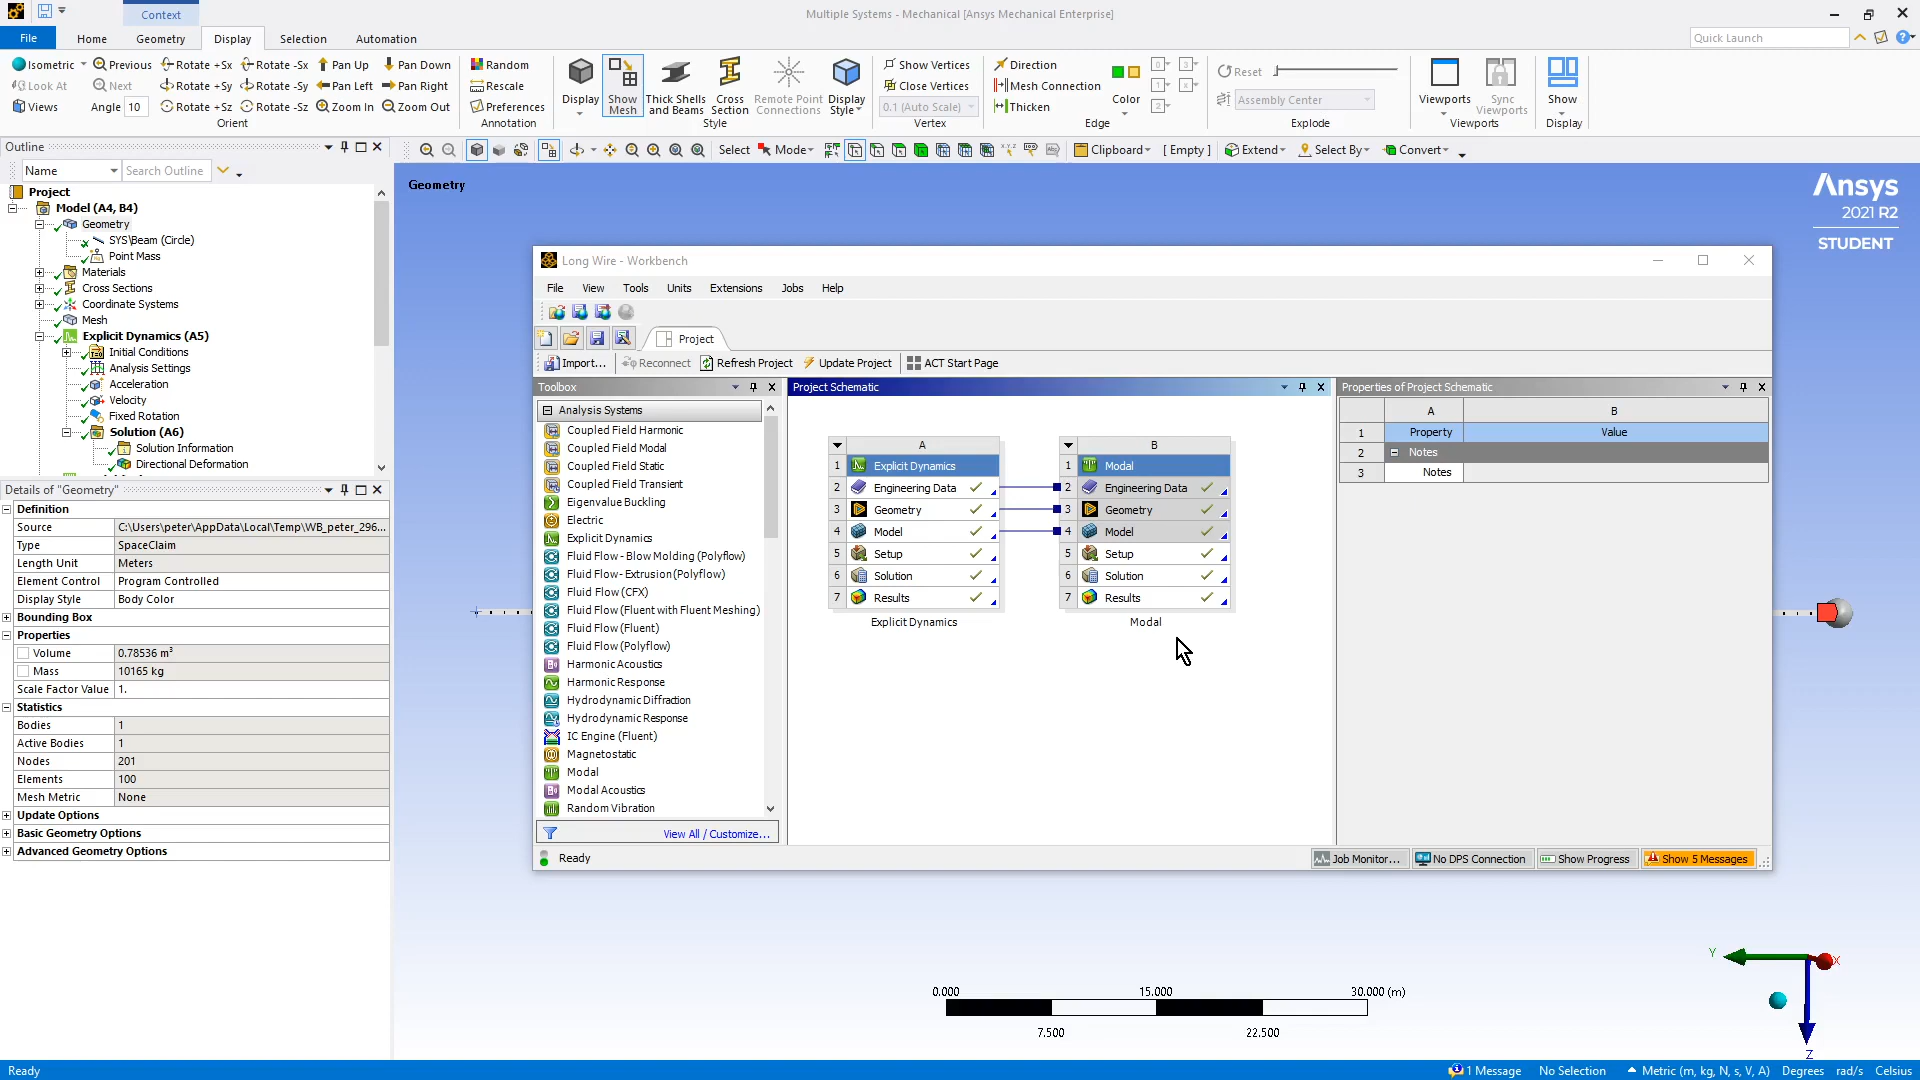 Context
Multiple Systems - Mechanical [Ansys Mechanical Enterprise]
File Home Geometry Display Selection Automation Quick Launch
Isometric Previous Rotate +Sx Rotate -Sx Pan Up Pan Down
Look At Next Rotate +Sy Rotate -Sy Pan Left Pan Right
Views Angle 10 Rotate +Sz Rotate -Sz Zoom In Zoom Out
Orient
Random
Rescale
Preferences
Annotation
Display
Show Mesh
Thick Shells and Beams
Cross Section
Remote Point Connections
Display Style
Style
Show Vertices
Close Vertices
0.1 (Auto Scale)
Vertex
Direction
Mesh Connection
Thicken
Color
Edge
Reset
Assembly Center
Explode
Viewports
Sync Viewports
Viewports
Show
Display
Select Mode Clipboard [ Empty ] Extend Select By Convert
Outline
Name Search Outline
Project
Model (A4, B4)
Geometry
SYS\Beam (Circle)
Point Mass
Materials
Cross Sections
Coordinate Systems
Mesh
Explicit Dynamics (A5)
Initial Conditions
Analysis Settings
Acceleration
Velocity
Fixed Rotation
Solution (A6)
Solution Information
Directional Deformation
Details of "Geometry"
Definition
Source C:\Users\peter\AppData\Local\Temp\WB_peter_296...
Type SpaceClaim
Length Unit Meters
Element Control Program Controlled
Display Style Body Color
Bounding Box
Properties
Volume 0.78536 m³
Mass 10165 kg
Scale Factor Value 1.
Statistics
Bodies 1
Active Bodies 1
Nodes 201
Elements 100
Mesh Metric None
Update Options
Basic Geometry Options
Advanced Geometry Options
Geometry
Ansys
2021 R2
STUDENT
Long Wire - Workbench
File View Tools Units Extensions Jobs Help
Project
Import... Reconnect Refresh Project Update Project ACT Start Page
Toolbox
Analysis Systems
Coupled Field Harmonic
Coupled Field Modal
Coupled Field Static
Coupled Field Transient
Eigenvalue Buckling
Electric
Explicit Dynamics
Fluid Flow - Blow Molding (Polyflow)
Fluid Flow - Extrusion (Polyflow)
Fluid Flow (CFX)
Fluid Flow (Fluent with Fluent Meshing)
Fluid Flow (Fluent)
Fluid Flow (Polyflow)
Harmonic Acoustics
Harmonic Response
Hydrodynamic Diffraction
Hydrodynamic Response
IC Engine (Fluent)
Magnetostatic
Modal
Modal Acoustics
Random Vibration
View All / Customize...
Project Schematic
A
1 Explicit Dynamics
2 Engineering Data
3 Geometry
4 Model
5 Setup
6 Solution
7 Results
Explicit Dynamics
B
1 Modal
2 Engineering Data
3 Geometry
4 Model
5 Setup
6 Solution
7 Results
Modal
Properties of Project Schematic
A B
1 Property Value
2 Notes
3 Notes
Ready Job Monitor... No DPS Connection Show Progress Show 5 Messages
0.000 15.000 30.000 (m)
7.500 22.500
Y X
Z
Ready 1 Message No Selection Metric (m, kg, N, s, V, A) Degrees rad/s Celsius